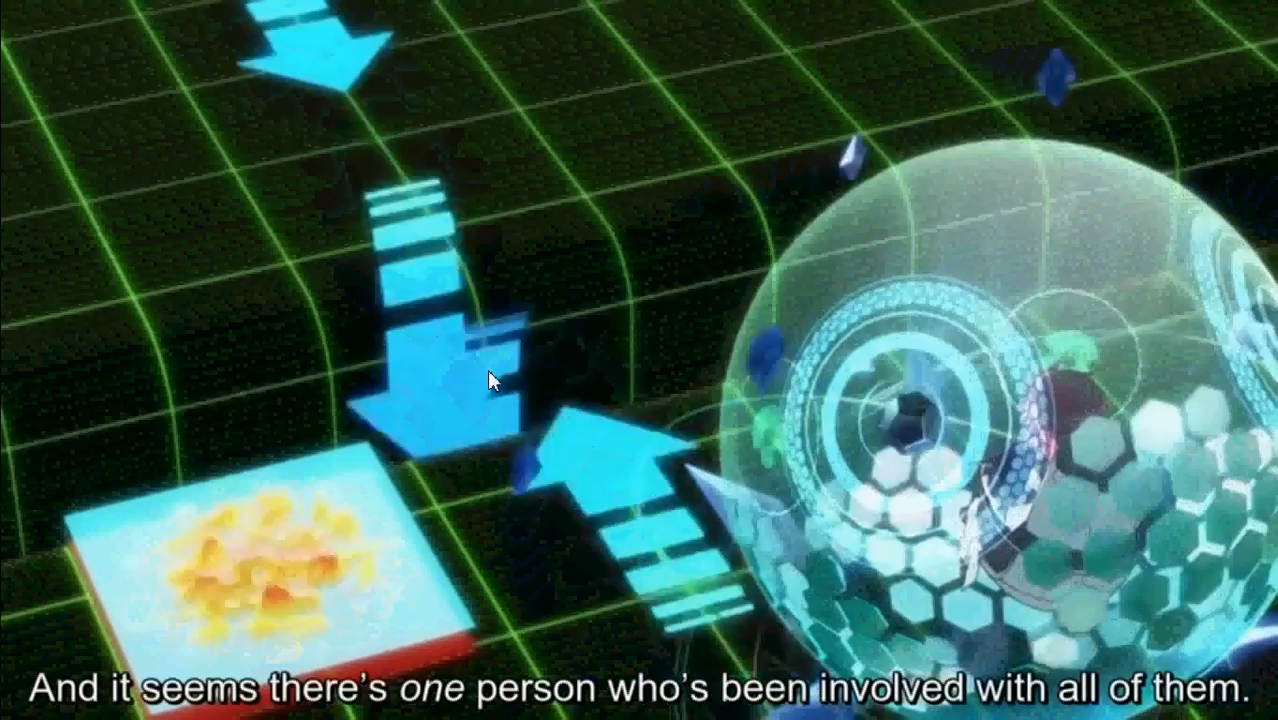 And it seems there's one person who's been involved with all of them.